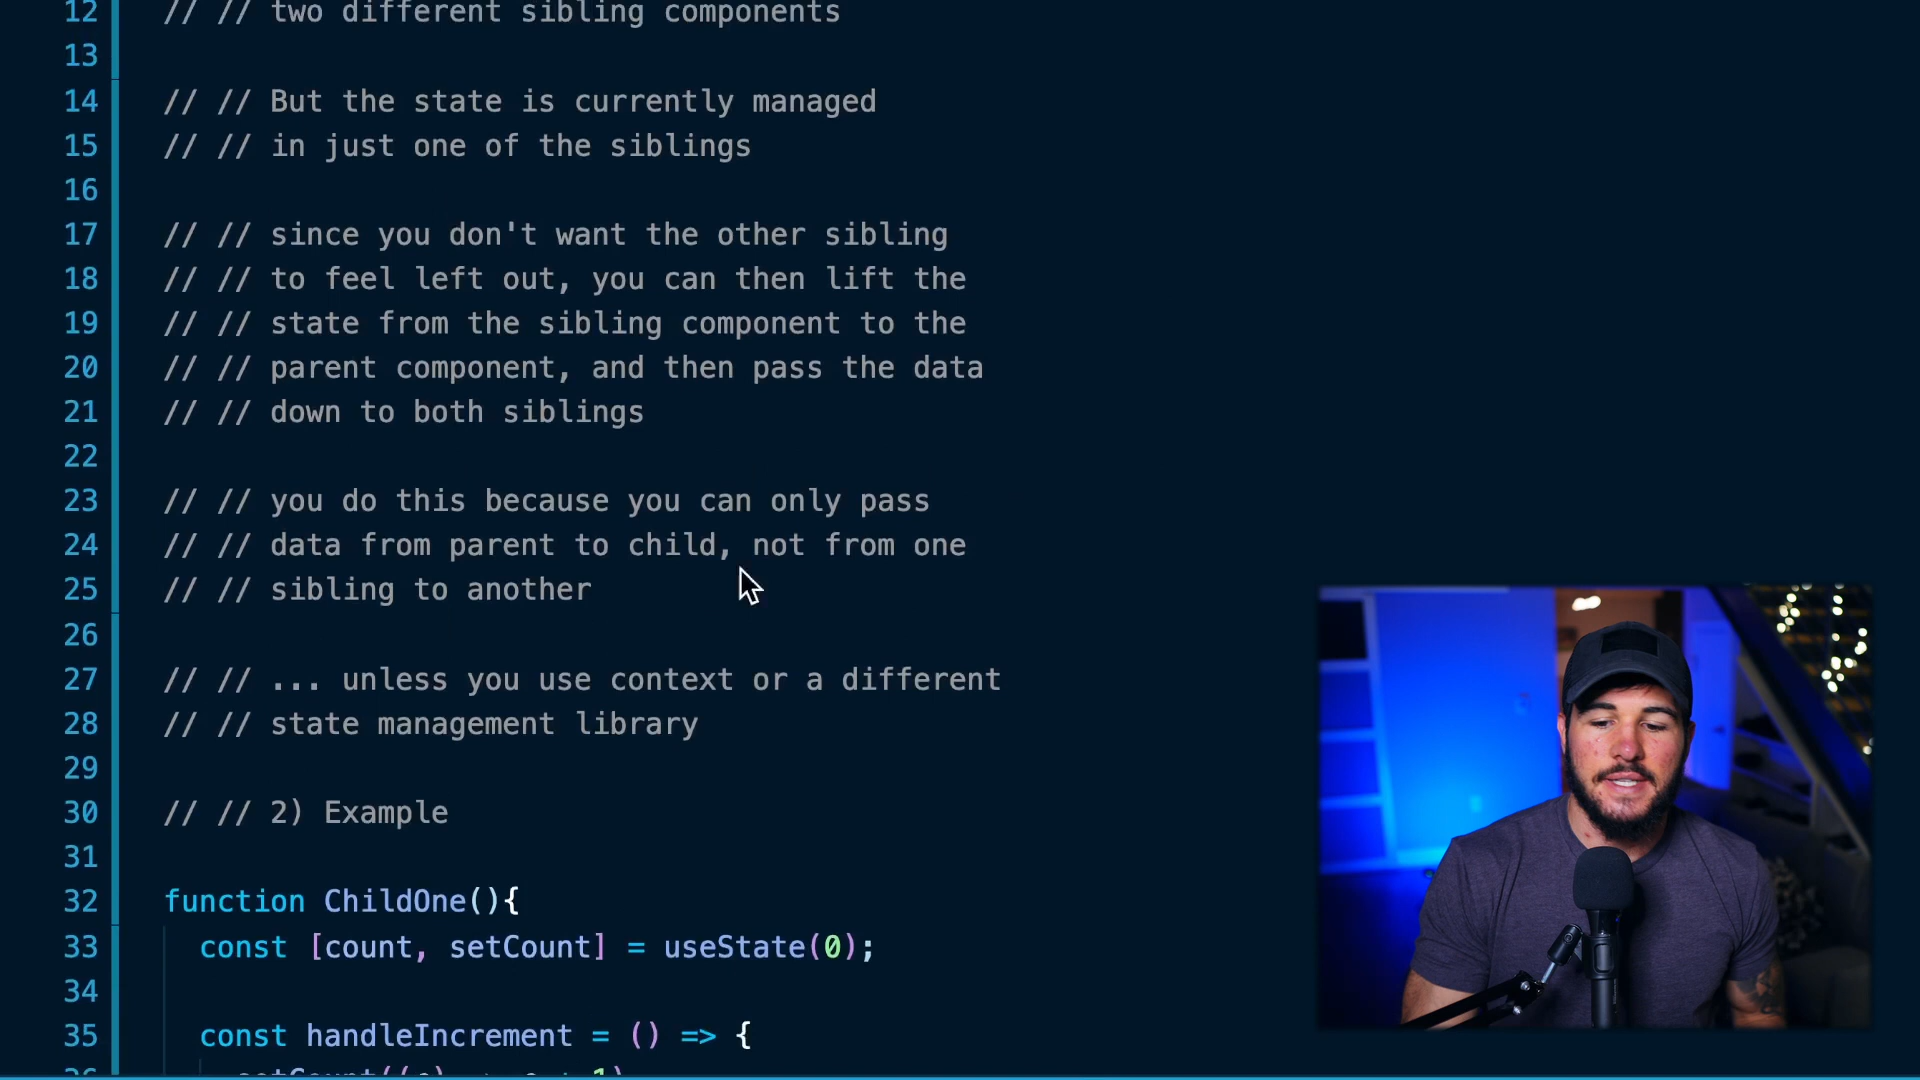 12 // // two different sibling components
13
14 // // But the state is currently managed
15 // // in just one of the siblings
16
17 // // since you don't want the other sibling
18 // // to feel left out, you can then lift the
19 // // state from the sibling component to the
20 // // parent component, and then pass the data
21 // // down to both siblings
22
23 // // you do this because you can only pass
24 // // data from parent to child, not from one
25 // // sibling to another
26
27 // // ... unless you use context or a different
28 // // state management library
29
30 // // 2) Example
31
32 function ChildOne(){
33 const [count, setCount] = useState(0);
34
35 const handleIncrement = () => {